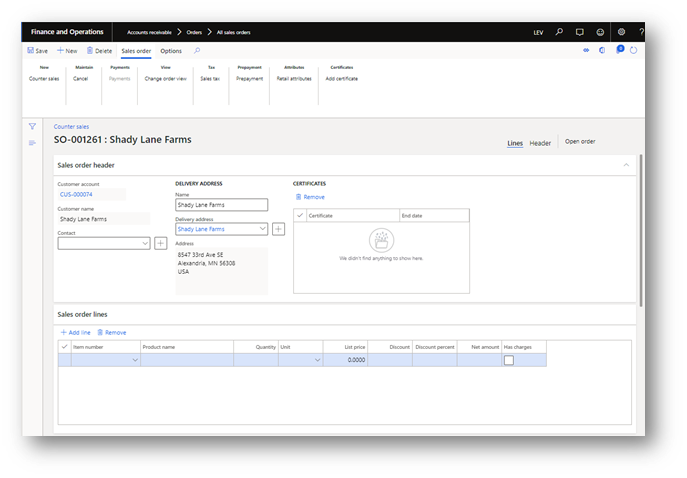 Finance and Operations Accounts receivable Orders All sales orders LEV ?
Save New Delete Sales order Options 0
New Maintain Payments View Tax Prepayment Attributes Certificates
Counter sales Cancel Payments Change order view Sales tax Prepayment Retail attributes Add certificate
Counter sales
SO-001261 : Shady Lane Farms
Lines Header Open order
Sales order header
Customer account
CUS-000074
Customer name
Shady Lane Farms
Contact
DELIVERY ADDRESS
Name
Shady Lane Farms
Delivery address
Shady Lane Farms
Address
8547 33rd Ave SE
Alexandria, MN 56308
USA
CERTIFICATES
Remove
Certificate End date
We didn't find anything to show here.
Sales order lines
Add line Remove
Item number Product name Quantity Unit List price Discount Discount percent Net amount Has charges
0.0000